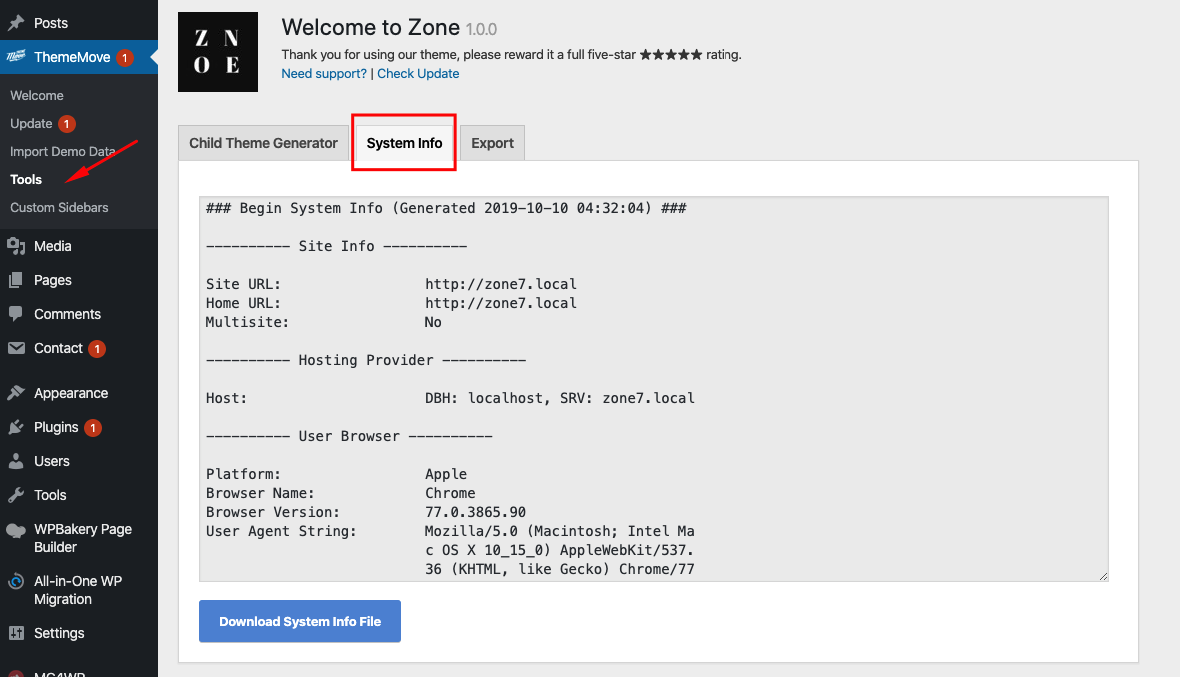 Posts
ThemeMove 1
Welcome
Update 1
Import Demo Data
Tools
Custom Sidebars
Media
Pages
Comments
Contact 1
Appearance
Plugins 1
Users
Tools
WPBakery Page
Builder
All-in-One WP
Migration
Settings
MC4WP
Z N
O E
Welcome to Zone 1.0.0
Thank you for using our theme, please reward it a full five-star ★★★★★ rating.
Need support? | Check Update
Child Theme Generator
System Info
Export
### Begin System Info (Generated 2019-10-10 04:32:04) ###
---------- Site Info ----------
Site URL: http://zone7.local
Home URL: http://zone7.local
Multisite: No
---------- Hosting Provider ----------
Host: DBH: localhost, SRV: zone7.local
---------- User Browser ----------
Platform: Apple
Browser Name: Chrome
Browser Version: 77.0.3865.90
User Agent String: Mozilla/5.0 (Macintosh; Intel Ma
c OS X 10_15_0) AppleWebKit/537.
36 (KHTML, like Gecko) Chrome/77
Download System Info File